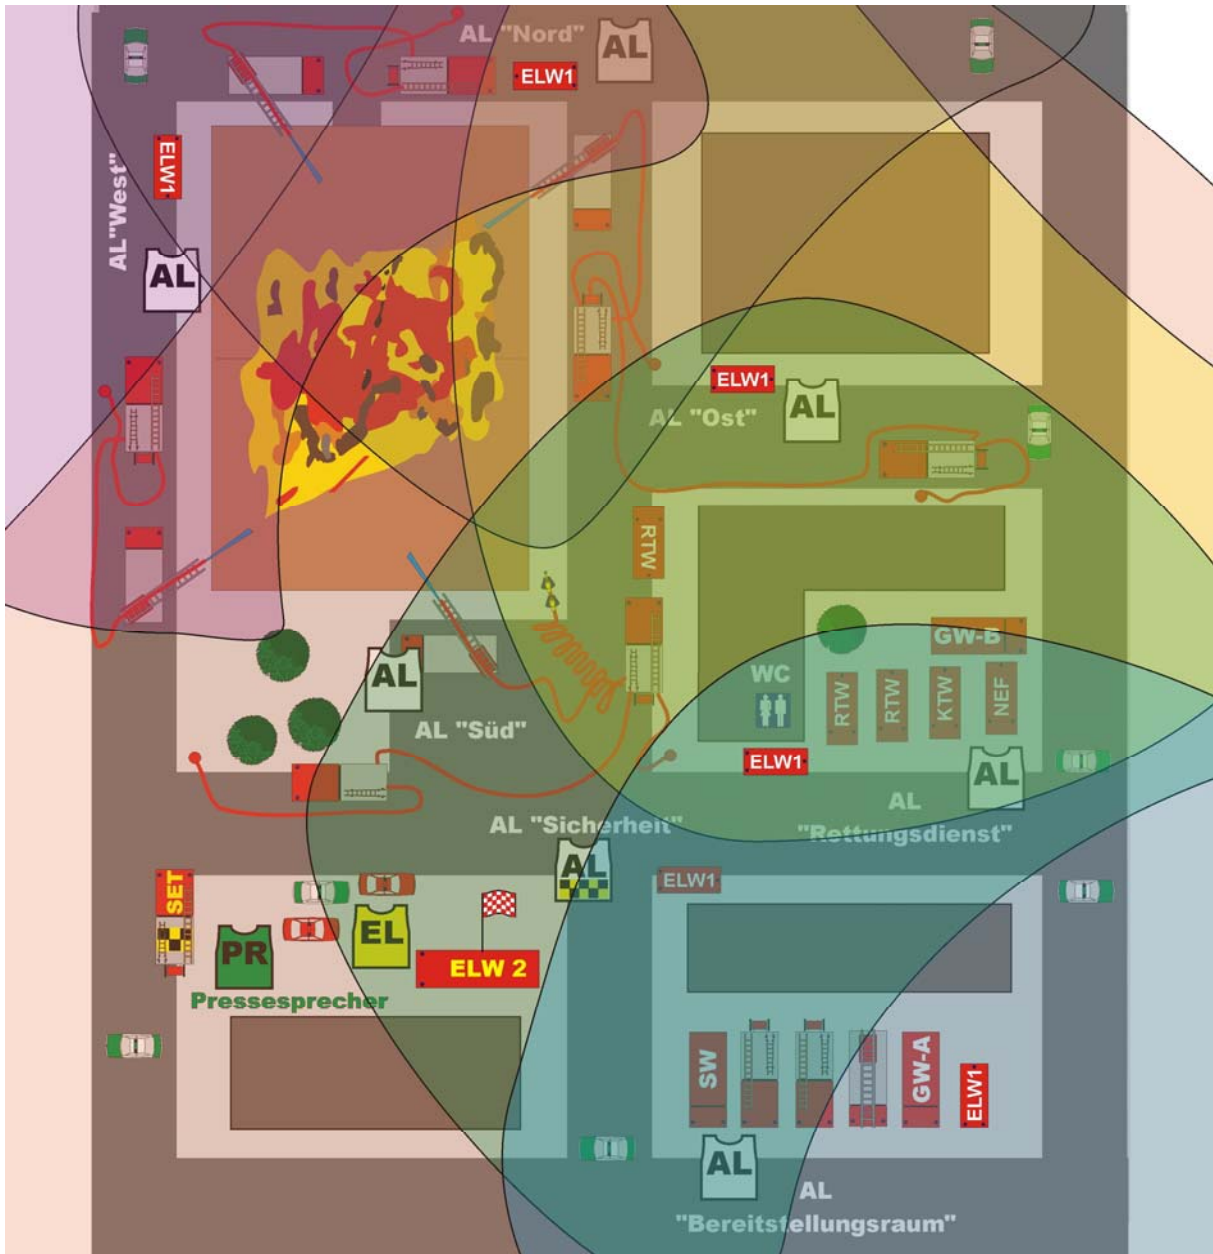 AL "Nord"
AL
ELW1
ELW1
AL"West"
AL
ELW1
AL "Ost"
AL
RTW
GW-B
WC
RTW
RTW
KTW
NEF
AL
AL "Süd"
ELW1
AL
AL
"Rettungsdienst"
AL "Sicherheit"
AL
ELW1
SET
PR
EL
ELW 2
Pressesprecher
SW
GW-A
ELW1
AL
AL
"Bereitstellungsraum"